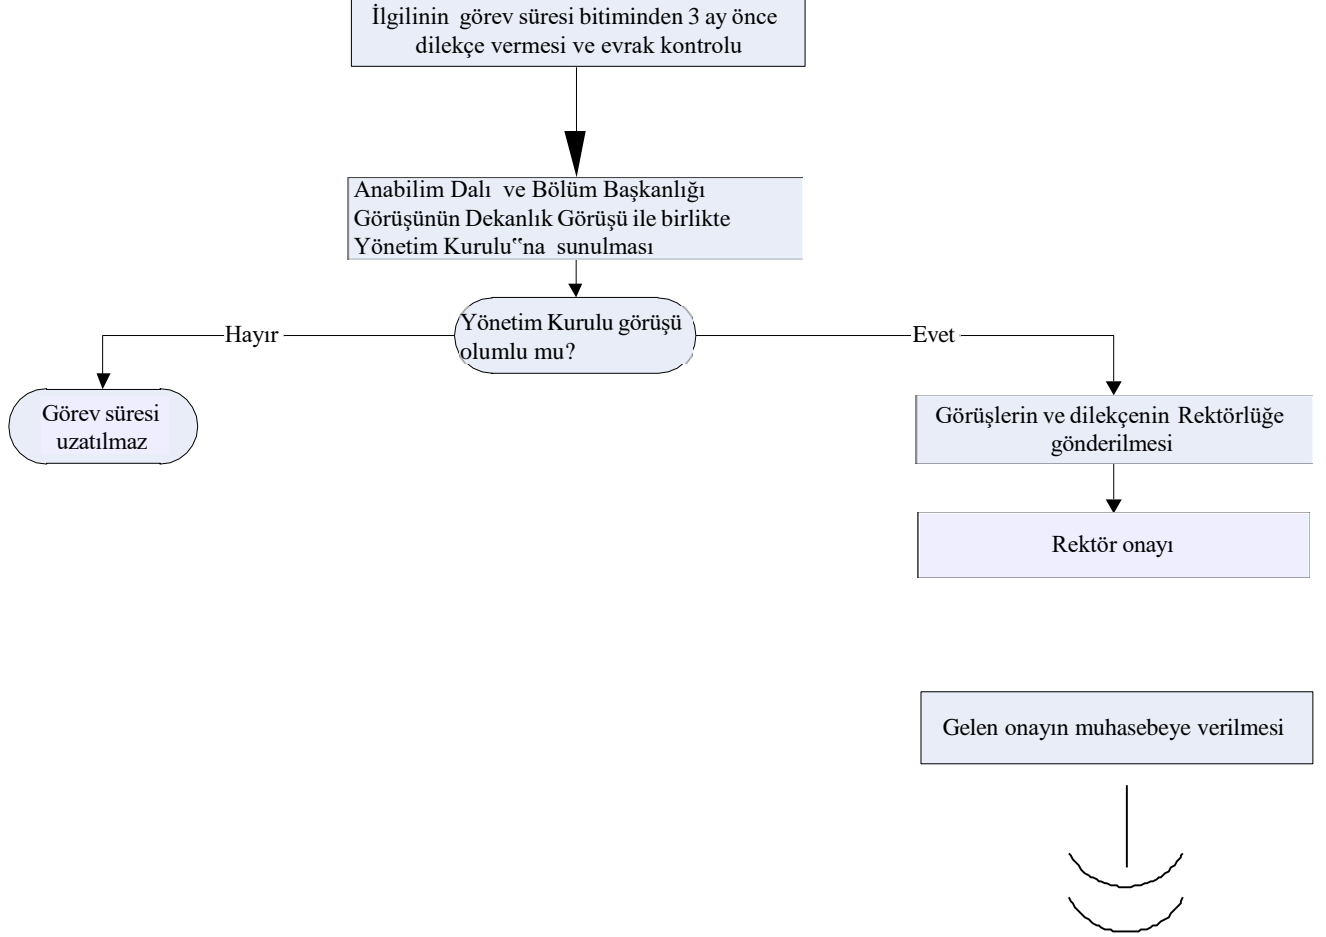 İlgilinin görev süresi bitiminden 3 ay önce
dilekçe vermesi ve evrak kontrolu
Anabilim Dalı ve Bölüm Başkanlığı
Görüşünün Dekanlık Görüşü ile birlikte
Yönetim Kurulu‟na sunulması
Yönetim Kurulu görüşü
olumlu mu?
Hayır
Evet
Görev süresi
uzatılmaz
Görüşlerin ve dilekçenin Rektörlüğe
gönderilmesi
Rektör onayı
Gelen onayın muhasebeye verilmesi